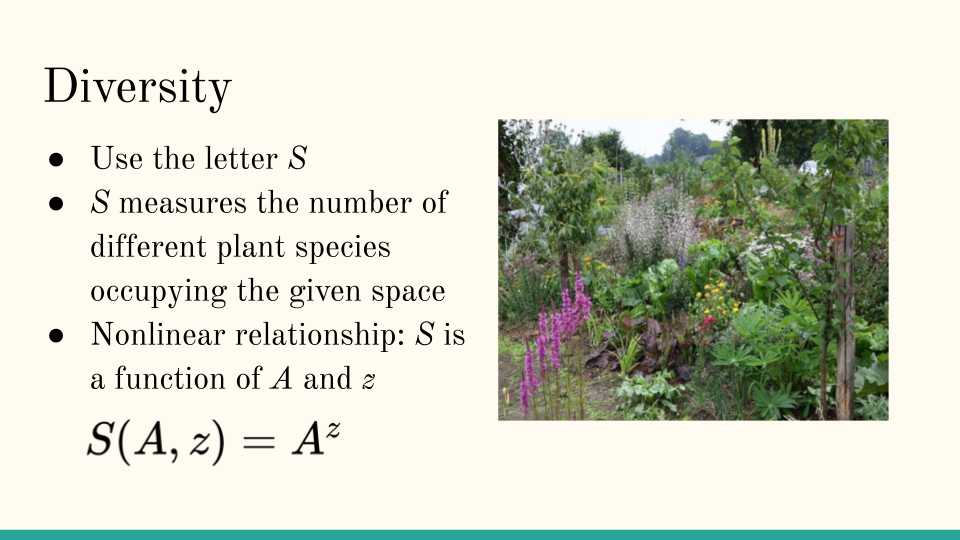 Diversity
● Use the letter S
● S measures the number of
different plant species
occupying the given space
● Nonlinear relationship: S is
a function of A and z
S(A, z) = A^z